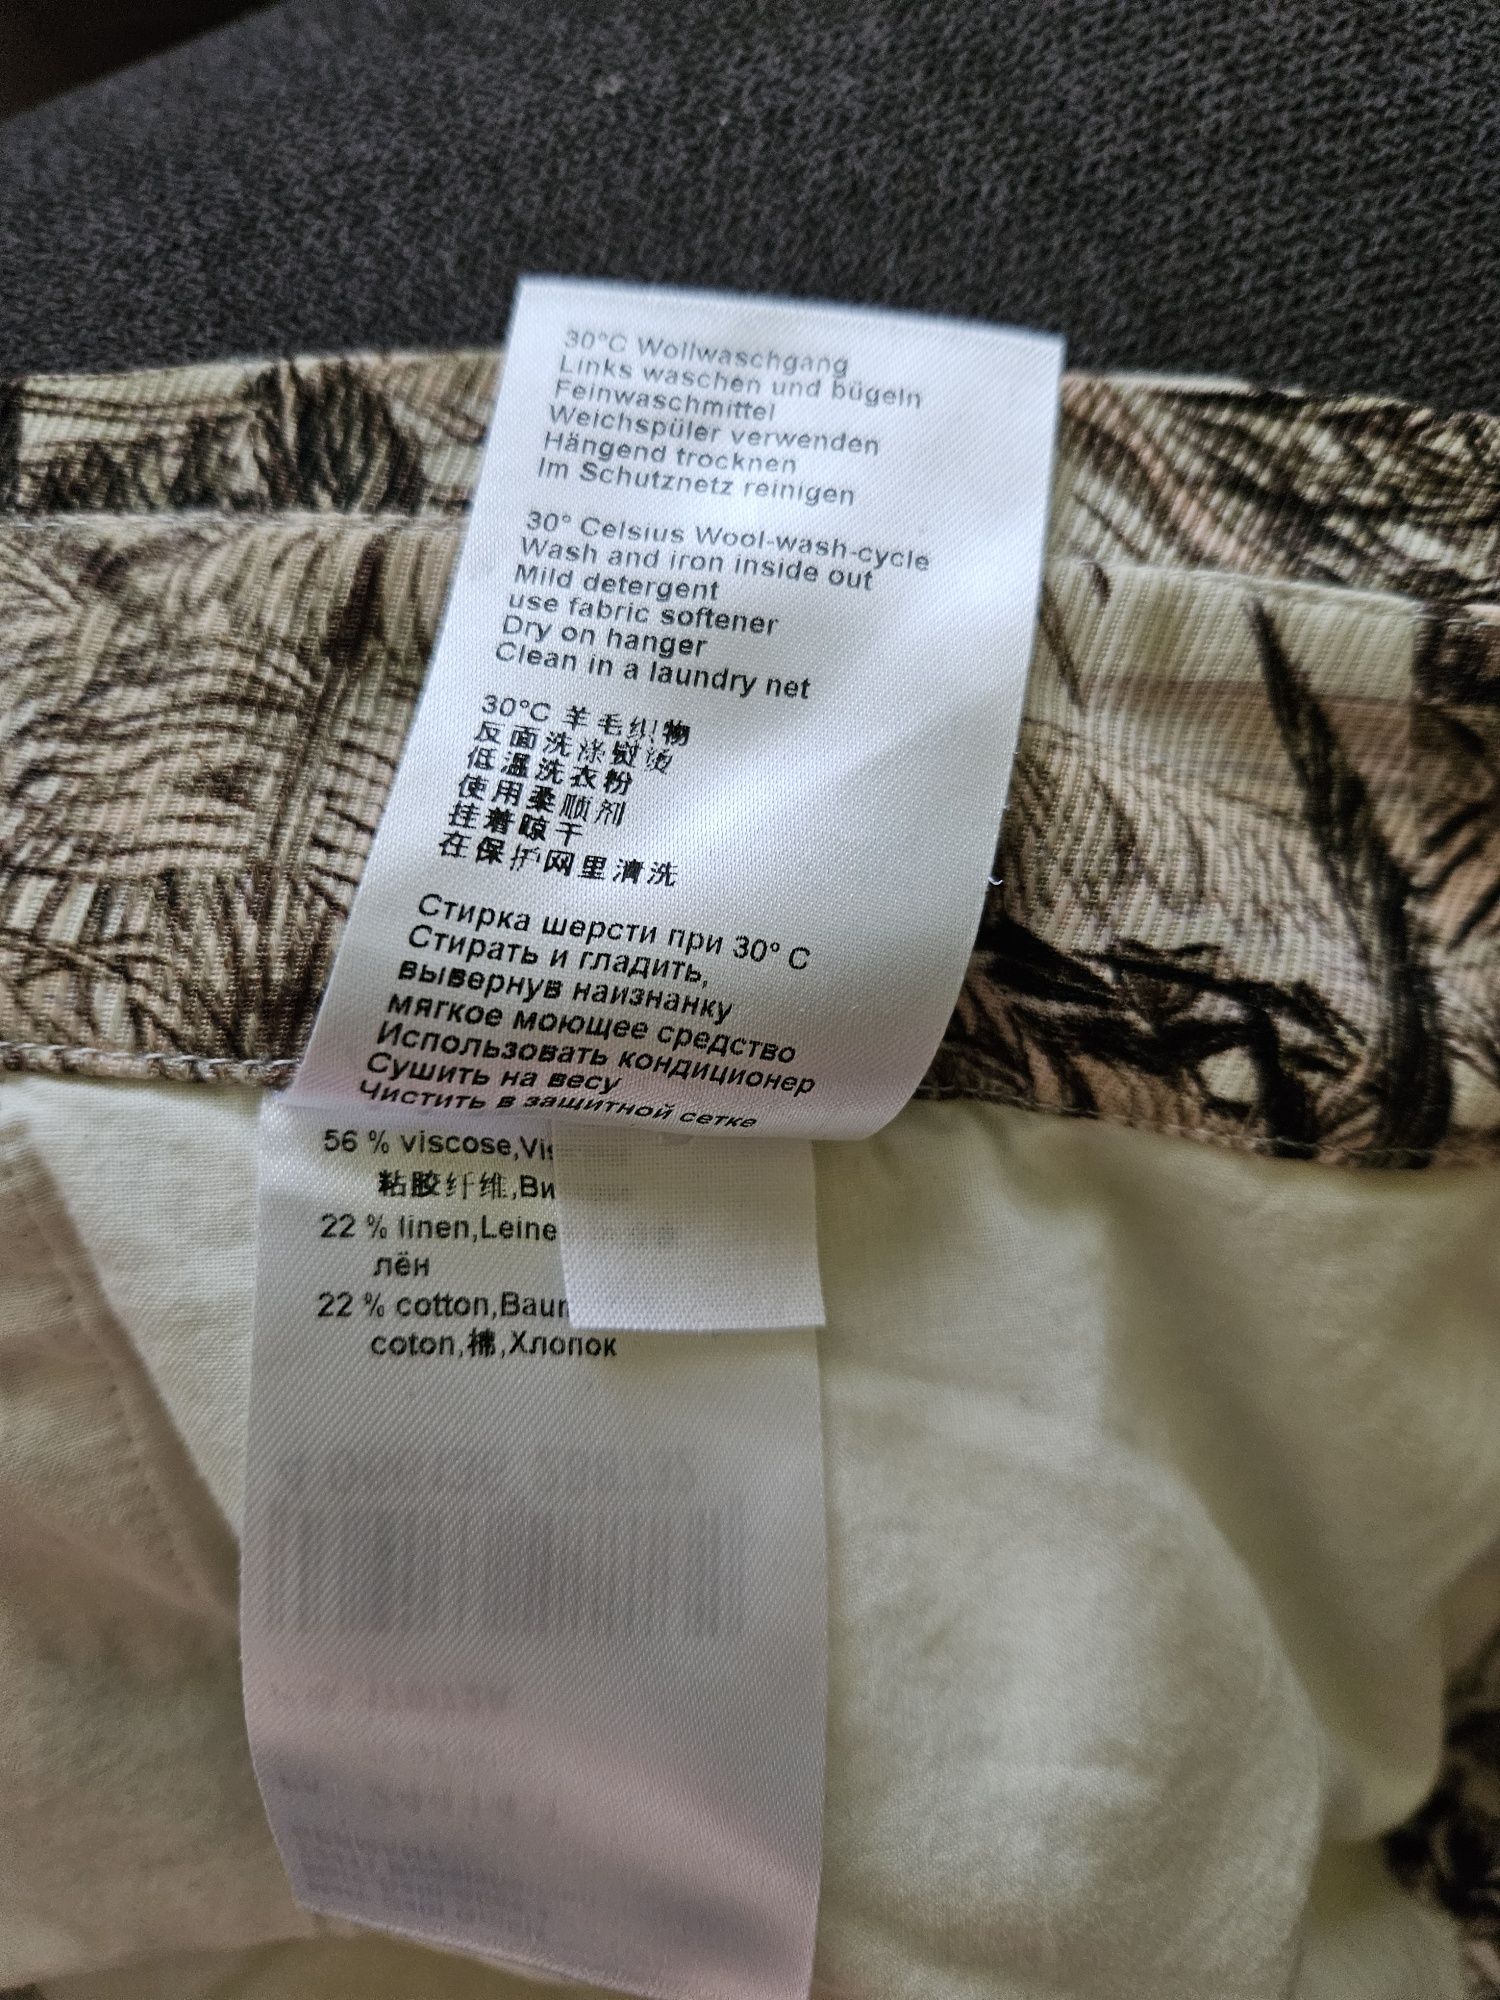 30°C Wollwaschgang
Links waschen und bügeln
Feinwaschmittel
Weichspüler verwenden
Hängend trocknen
Im Schutznetz reinigen
30° Celsius Wool-wash-cycle
Wash and iron inside out
Mild detergent
use fabric softener
Dry on hanger
Clean in a laundry net
30°C 羊毛织物
反面洗涤熨烫
低温洗衣粉
使用柔顺剂
挂着晾干
在保护网里清洗
Стирка шерсти при 30° C
Стирать и гладить,
вывернув наизнанку
мягкое моющее средство
Использовать кондиционер
Сушить на весу
Чистить в защитной сетке
56 % viscose,Vis
粘胶纤维,Ви
22 % linen,Leine
лён
22 % cotton,Baum
coton,棉,Хлопок